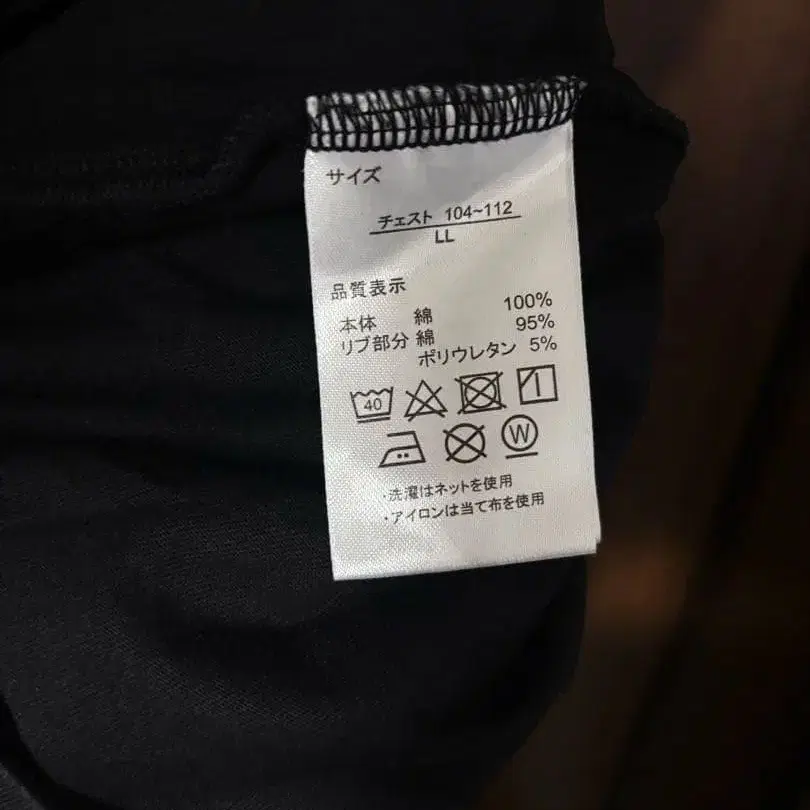 サイズ
チェスト 104~112
LL
品質表示
本体 綿 100%
リブ部分 綿 95%
ポリウレタン 5%
40
W
・洗濯はネットを使用
・アイロンは当て布を使用